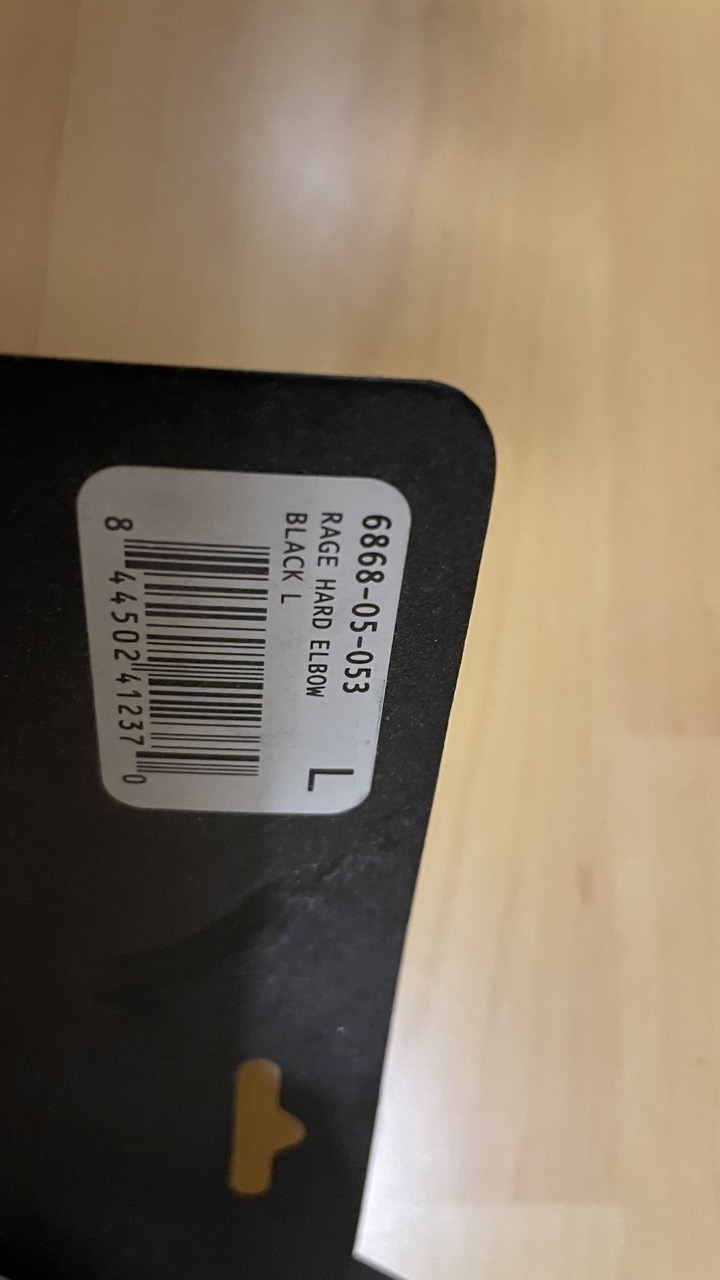 6868-05-053
RAGE HARD ELBOW
BLACK L
L
8 44502 41237 0